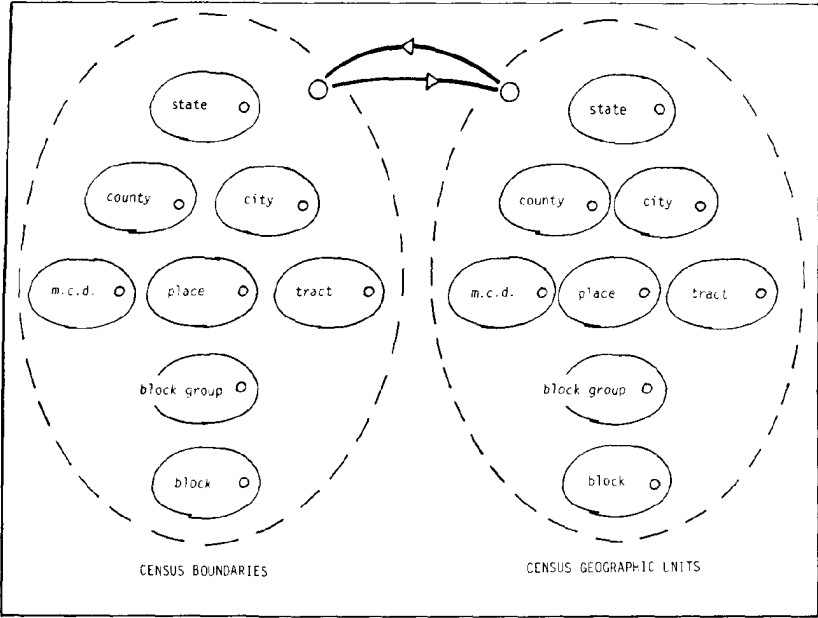 state
county
city
m.c.d.
place
tract
block group
block
CENSUS BOUNDARIES
state
county
city
m.c.d.
place
tract
block group
block
CENSUS GEOGRAPHIC UNITS